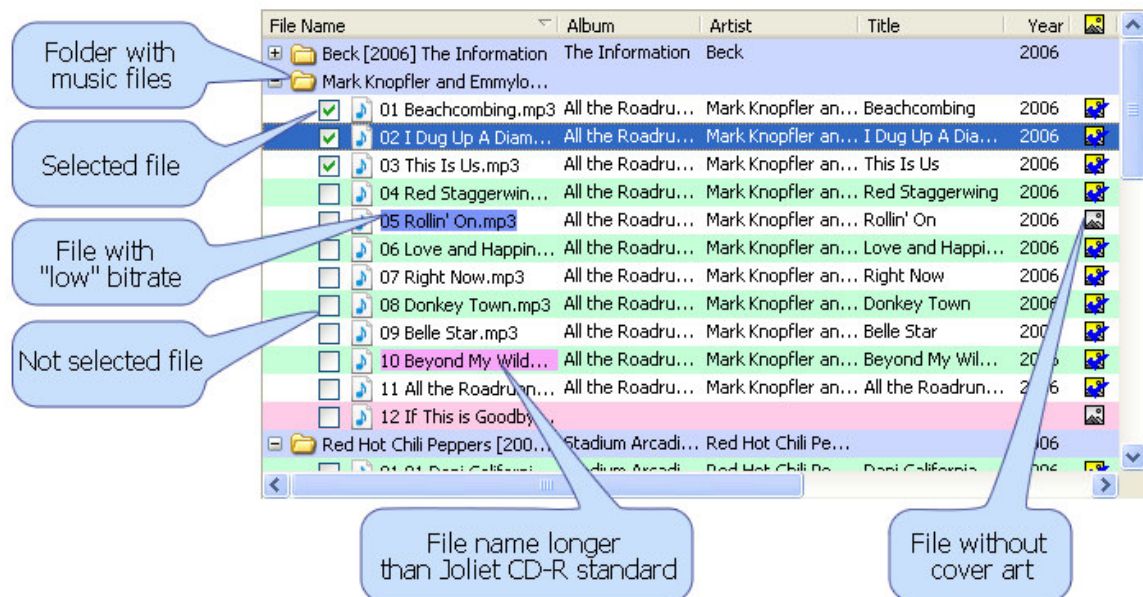 File Name Album Artist Title Year
Beck [2006] The Information The Information Beck 2006
Mark Knopfler and Emmylo...
01 Beachcombing.mp3 All the Roadru... Mark Knopfler an... Beachcombing 2006
02 I Dug Up A Diam... All the Roadru... Mark Knopfler an... I Dug Up A Dia... 2006
03 This Is Us.mp3 All the Roadru... Mark Knopfler an... This Is Us 2006
04 Red Staggerwin... All the Roadru... Mark Knopfler an... Red Staggerwing 2006
05 Rollin' On.mp3 All the Roadru... Mark Knopfler an... Rollin' On 2006
06 Love and Happin... All the Roadru... Mark Knopfler an... Love and Happi... 2006
07 Right Now.mp3 All the Roadru... Mark Knopfler an... Right Now 2006
08 Donkey Town.mp3 All the Roadru... Mark Knopfler an... Donkey Town 2006
09 Belle Star.mp3 All the Roadru... Mark Knopfler an... Belle Star
10 Beyond My Wild... All the Roadru... Mark Knopfler an... Beyond My Wil...
11 All the Roadrunn... All the Roadru... Mark Knopfler an... All the Roadrun...
12 If This is Goodby...
Red Hot Chili Peppers [200... Stadium Arcadi... Red Hot Chili Pe...
Folder with
music files
Selected file
File with
"low" bitrate
Not selected file
File name longer
than Joliet CD-R standard
File without
cover art